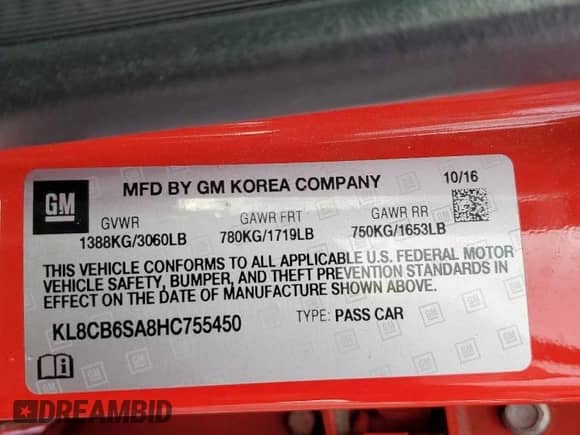 GM
MFD BY GM KOREA COMPANY
10/16
GVWR
1388KG/3060LB
GAWR FRT
780KG/1719LB
GAWR RR
750KG/1653LB
THIS VEHICLE CONFORMS TO ALL APPLICABLE U.S. FEDERAL MOTOR
VEHICLE SAFETY, BUMPER, AND THEFT PREVENTION STANDARDS IN
EFFECT ON THE DATE OF MANUFACTURE SHOWN ABOVE.
KL8CB6SA8HC755450
TYPE: PASS CAR
DREAMBID